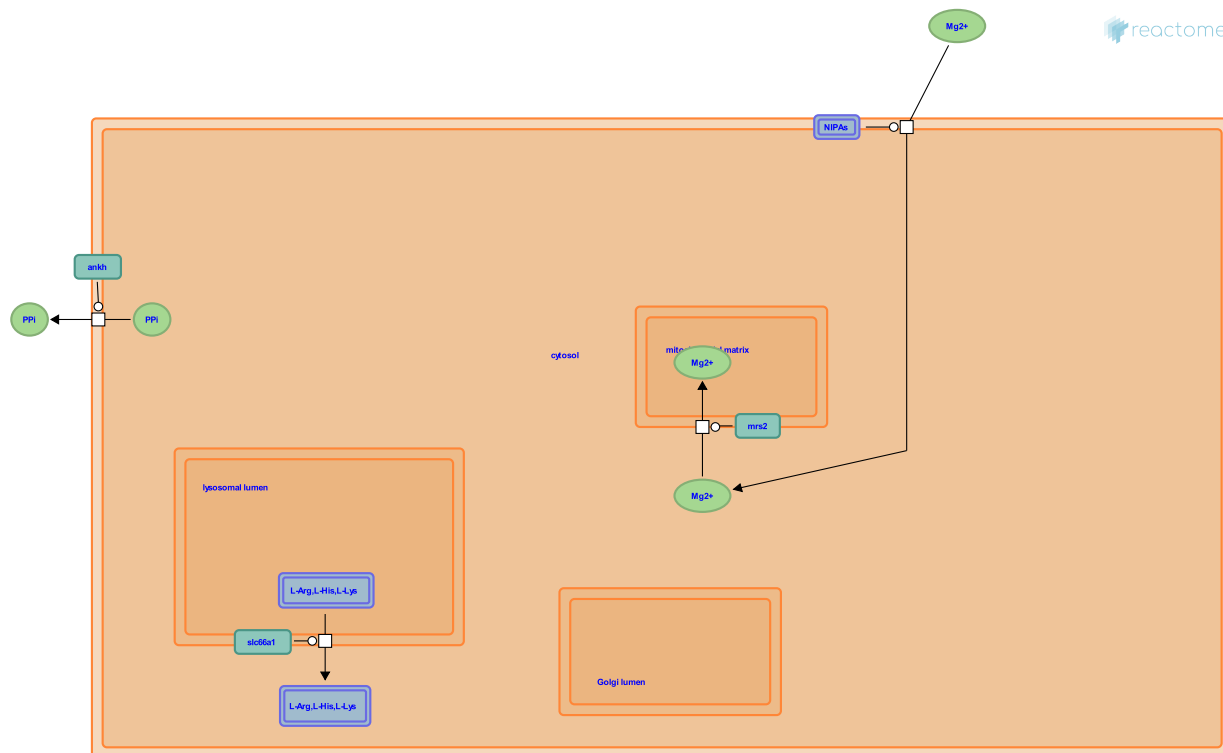 Mg2+
reactome
NIPAs
ankh
PPi
PPi
cytosol
matrix
Mg2+
mrs2
lysosomal lumen
Mg2+
L-Arg,L-His,L-Lys
slc66a1
Golgi lumen
L-Arg,L-His,L-Lys